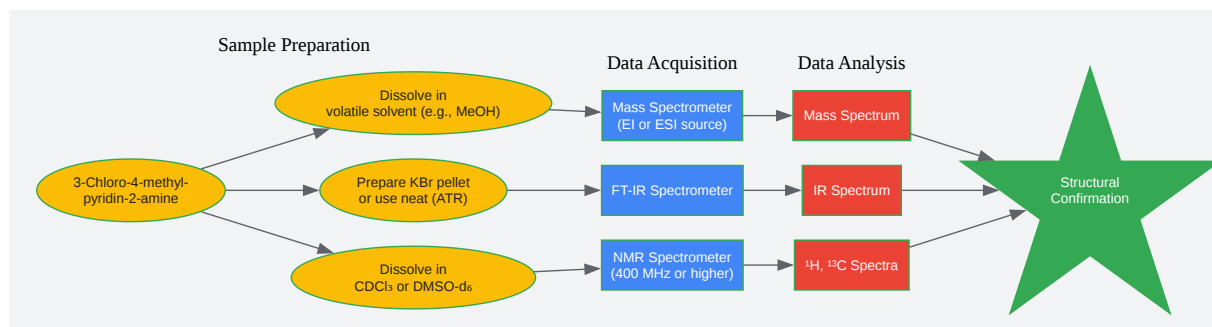 Sample Preparation
Data Acquisition
Data Analysis
Dissolve in
volatile solvent (e.g., MeOH)
Mass Spectrometer
(EI or ESI source)
Mass Spectrum
3-Chloro-4-methyl-
pyridin-2-amine
Prepare KBr pellet
or use neat (ATR)
FT-IR Spectrometer
IR Spectrum
Structural
Confirmation
Dissolve in
CDCl₃ or DMSO-d₆
NMR Spectrometer
(400 MHz or higher)
¹H, ¹³C Spectra